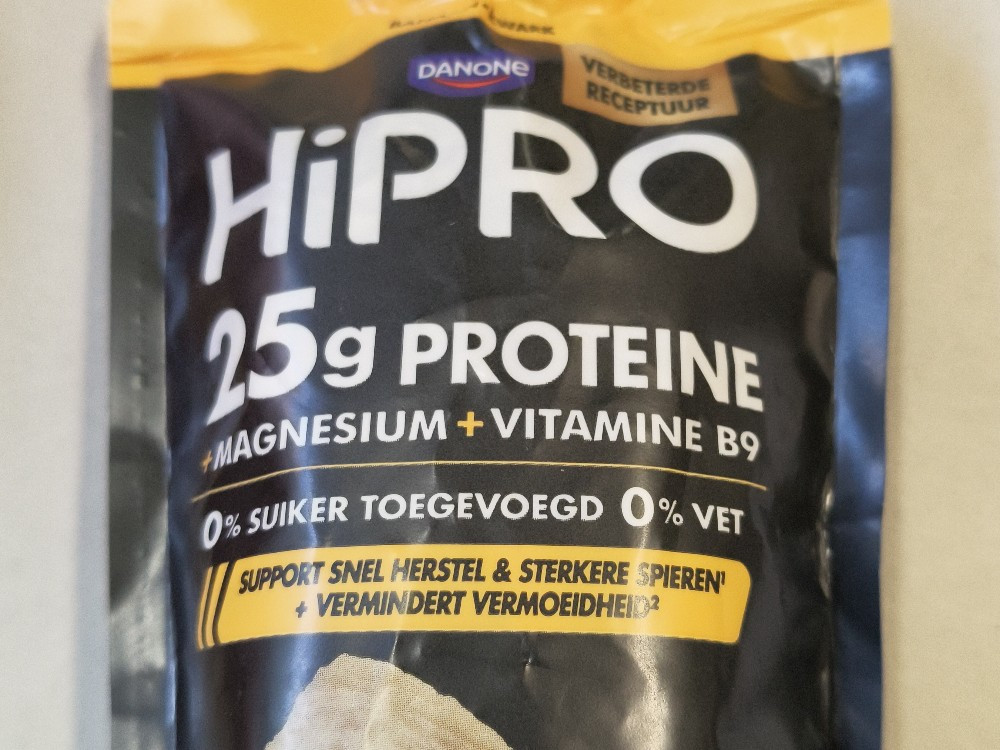 DANONE
VERBETERDE
RECEPTUUR
HiPRO
25g PROTEINE
+MAGNESIUM + VITAMINE B9
0% SUIKER TOEGEVOEGD 0% VET
SUPPORT SNEL HERSTEL & STERKERE SPIEREN¹
+ VERMINDERT VERMOEIDHEID²